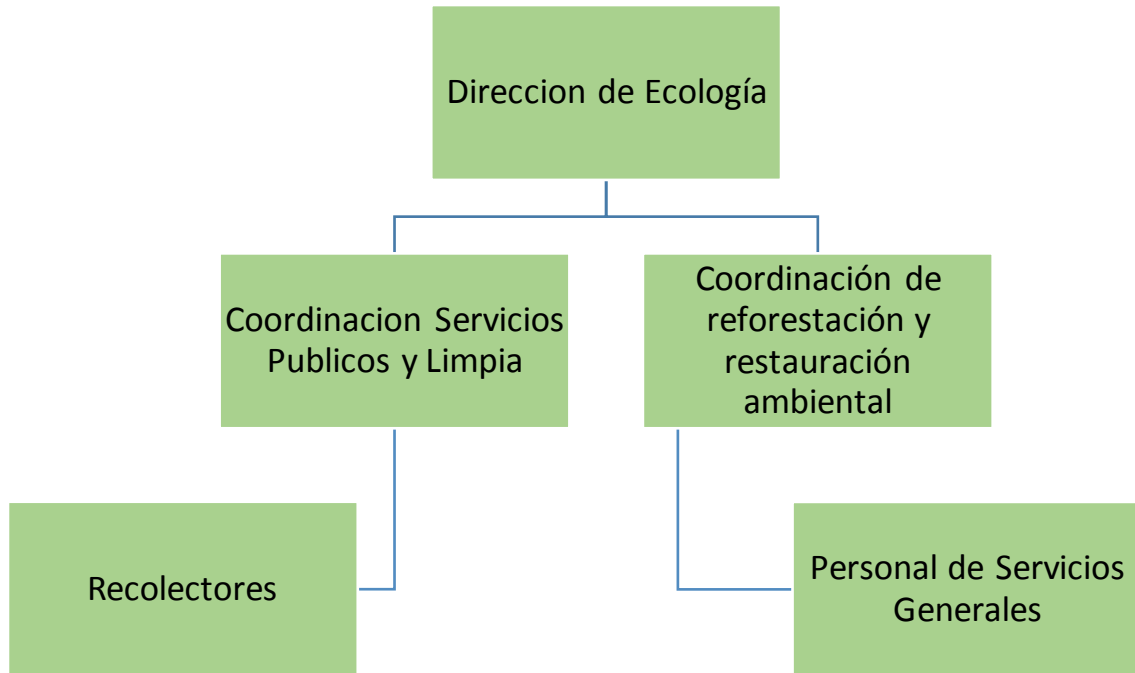 Direccion de Ecología
Coordinacion Servicios
Publicos y Limpia
Coordinación de
reforestación y
restauración
ambiental
Recolectores
Personal de Servicios
Generales